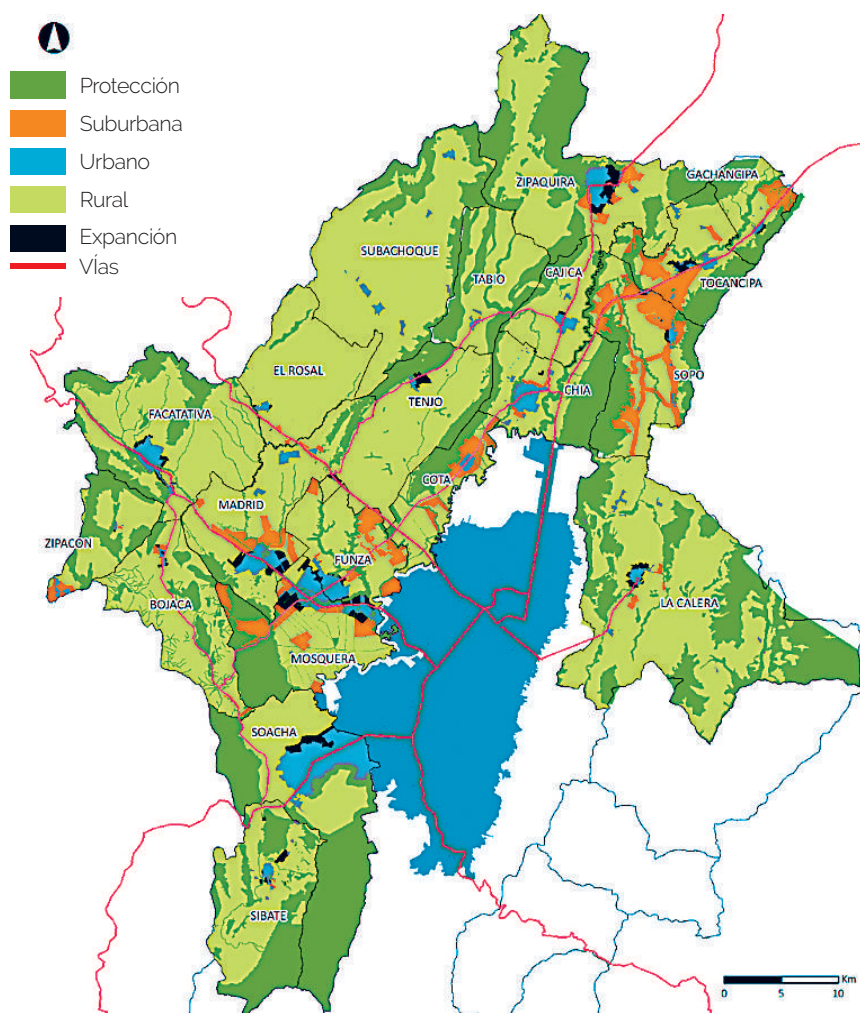 Protección
Suburbana
Urbano
Rural
Expanción
VÍas
ZIPAQUIRA
GACHANGIPA
SUBACHOQUE
TABIO
CAJICA
TOCANCIPA
EL ROSAL
TENJO
CHIA
SOPO
FACATATIVA
COTA
MADRID
ZIPACON
FUNZA
BOJACA
LA CALERA
MOSQUERA
SOACHA
SIBATE
Km
0 5 10